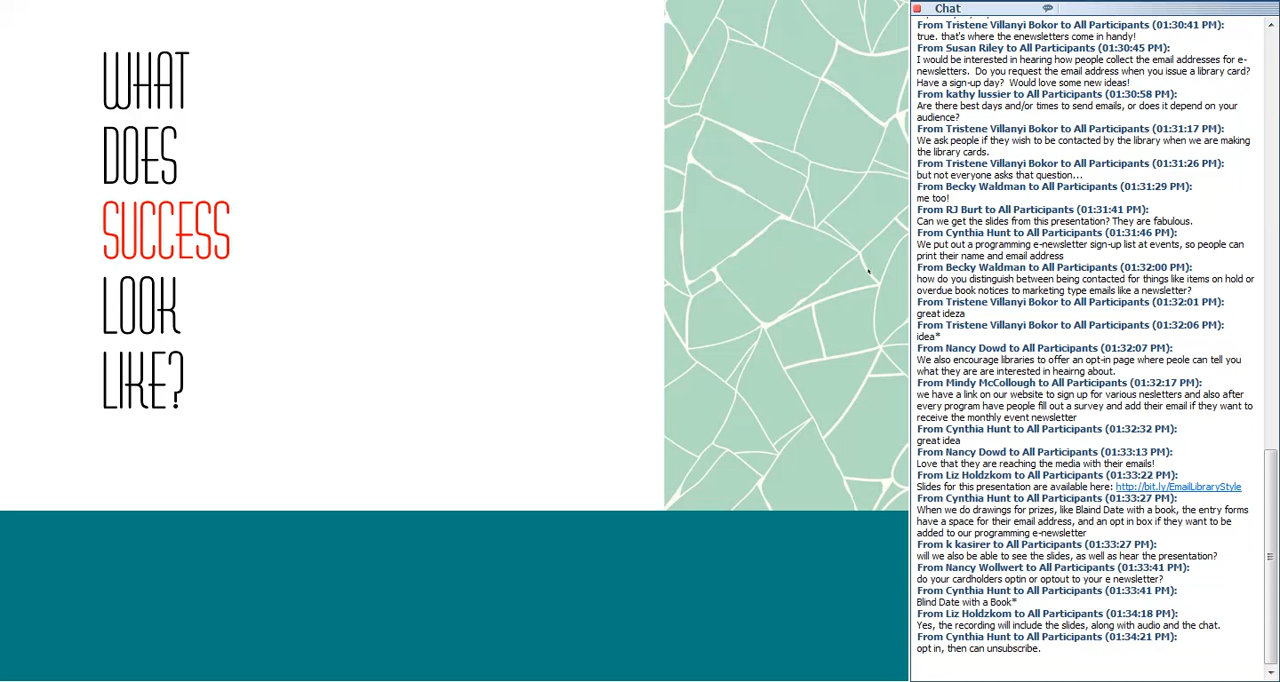 WHAT
DOES
SUCCESS
LOOK
LIKE?
Chat
From Tristene Villanyi Bokor to All Participants (01:30:41 PM):
true. that's where the enewsletters come in handy!
From Susan Riley to All Participants (01:30:45 PM):
I would be interested in hearing how people collect the email addresses for e-
newsletters. Do you request the email address when you issue a library card?
Have a sign-up day? Would love some new ideas!
From kathy lussier to All Participants (01:30:58 PM):
Are there best days and/or times to send emails, or does it depend on your
audience?
From Tristene Villanyi Bokor to All Participants (01:31:17 PM):
We ask people if they wish to be contacted by the library when we are making
the library cards.
From Tristene Villanyi Bokor to All Participants (01:31:26 PM):
but not everyone asks that question...
From Becky Waldman to All Participants (01:31:29 PM):
me too!
From RJ Burt to All Participants (01:31:41 PM):
Can we get the slides from this presentation? They are fabulous.
From Cynthia Hunt to All Participants (01:31:46 PM):
We put out a programming e-newsletter sign-up list at events, so people can
print their name and email address
From Becky Waldman to All Participants (01:32:00 PM):
how do you distinguish between being contacted for things like items on hold or
overdue book notices to marketing type emails like a newsletter?
From Tristene Villanyi Bokor to All Participants (01:32:01 PM):
great ideza
From Tristene Villanyi Bokor to All Participants (01:32:06 PM):
idea*
From Nancy Dowd to All Participants (01:32:07 PM):
We also encourage libraries to offer an opt-in page where peole can tell you
what they are are interested in heairng about.
From Mindy McCollough to All Participants (01:32:17 PM):
we have a link on our website to sign up for various nesletters and also after
every program have people fill out a survey and add their email if they want to
receive the monthly event newsletter
From Cynthia Hunt to All Participants (01:32:32 PM):
great idea
From Nancy Dowd to All Participants (01:33:13 PM):
Love that they are reaching the media with their emails!
From Liz Holdzkom to All Participants (01:33:22 PM):
Slides for this presentation are available here: http://bit.ly/EmailLibraryStyle
From Cynthia Hunt to All Participants (01:33:27 PM):
When we do drawings for prizes, like Blaind Date with a book, the entry forms
have a space for their email address, and an opt in box if they want to be
added to our programming e-newsletter
From k kasirer to All Participants (01:33:27 PM):
will we also be able to see the slides, as well as hear the presentation?
From Nancy Wollwert to All Participants (01:33:41 PM):
do your cardholders optin or optout to your e newsletter?
From Cynthia Hunt to All Participants (01:33:41 PM):
Blind Date with a Book*
From Liz Holdzkom to All Participants (01:34:18 PM):
Yes, the recording will include the slides, along with audio and the chat.
From Cynthia Hunt to All Participants (01:34:21 PM):
opt in, then can unsubscribe.